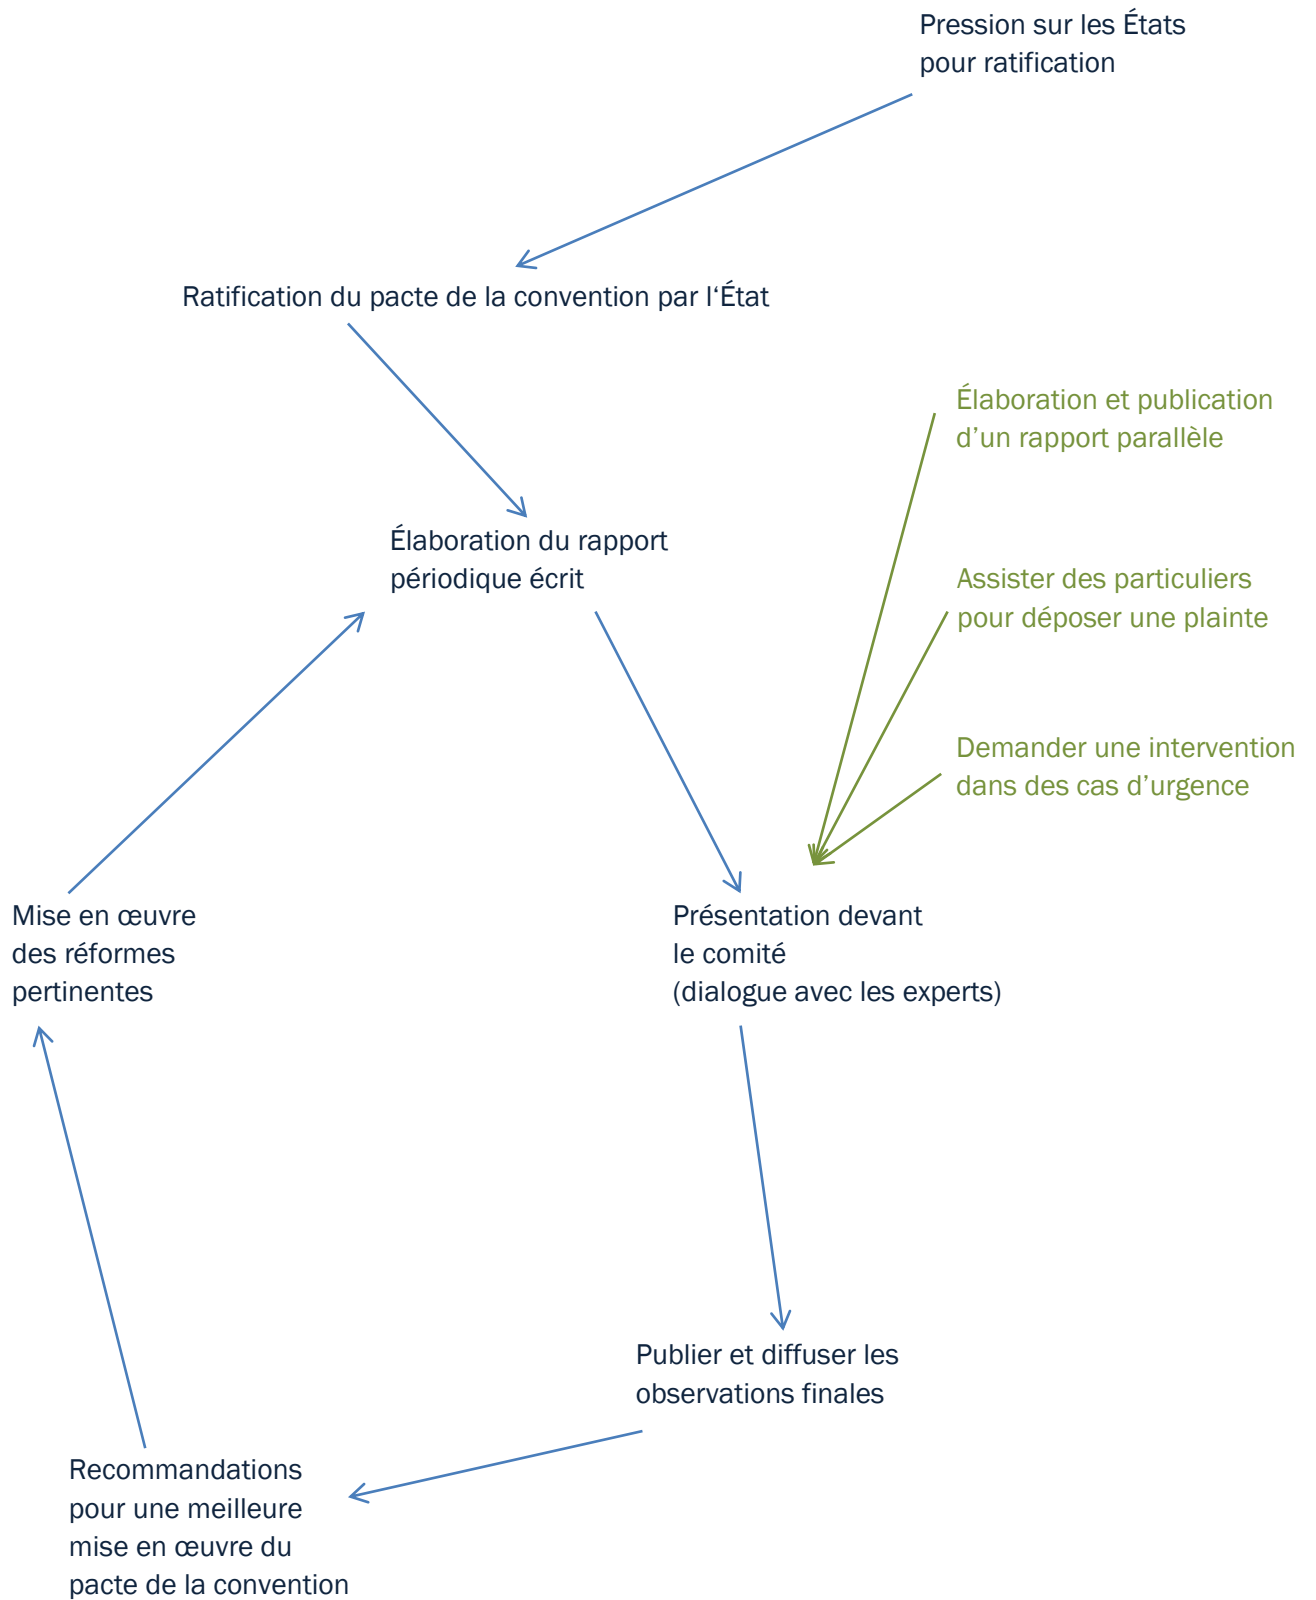 Pression sur les États
pour ratification
Ratification du pacte de la convention par l‘État
Élaboration et publication
d’un rapport parallèle
Élaboration du rapport
périodique écrit
Assister des particuliers
pour déposer une plainte
Demander une intervention
dans des cas d’urgence
Mise en œuvre
des réformes
pertinentes
Présentation devant
le comité
(dialogue avec les experts)
Publier et diffuser les
observations finales
Recommandations
pour une meilleure
mise en œuvre du
pacte de la convention